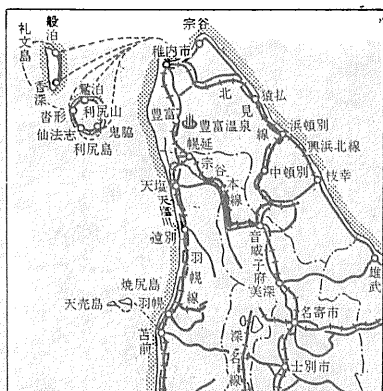 宗谷
船泊
礼文島
香深
稚内市
鴛泊
利尻山
沓形
仙法志
鬼脇
利尻島
北見線
猿払
豊富
豊富温泉
浜頓別
興浜北線
幌延
宗谷本線
中頓別
枝幸
天塩
天塩川
音威子府
遠別
羽幌線
美深
雄武
焼尻島
天売島
羽幌
名寄市
苫前
深名線
士別市